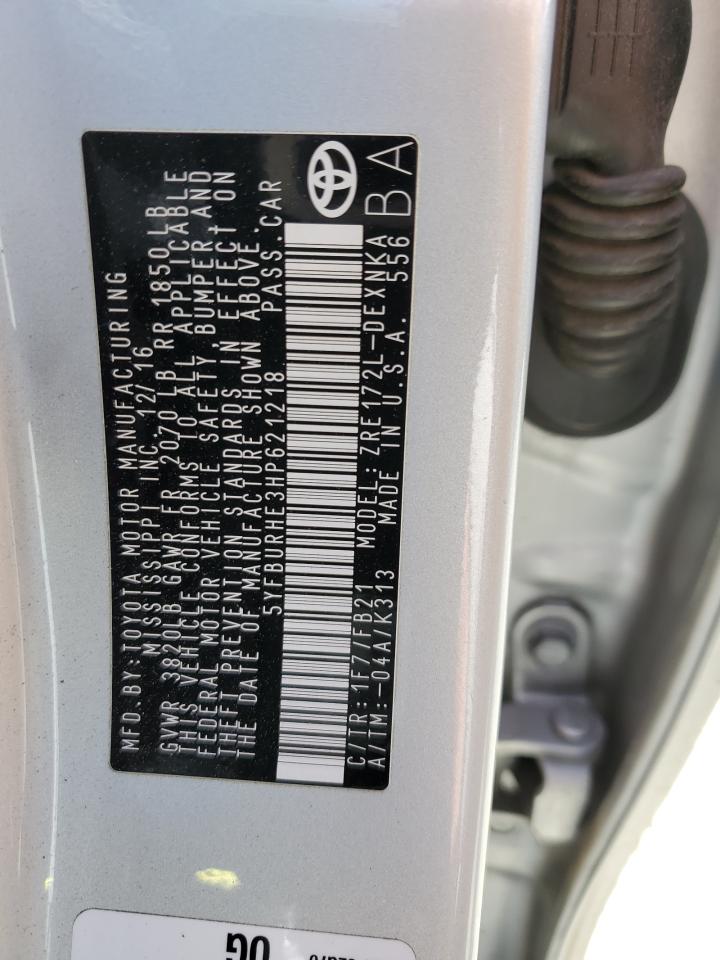 MFD.BY:TOYOTA MOTOR MANUFACTURING
MISSISSIPPI INC. 12/16
GVWR 3820LB GAWR FR 2070 LB RR 1850 LB
THIS VEHICLE CONFORMS TO ALL APPLICABLE
FEDERAL MOTOR VEHICLE SAFETY, BUMPER AND
THEFT PREVENTION STANDARDS IN EFFECT ON
THE DATE OF MANUFACTURE SHOWN ABOVE.
5YFBURHE3HP621218 PASS.CAR
C/TR:1F7/FB21 MODEL:ZRE172L-DEXNKA
A/TM:-04A/K313 MADE IN U.S.A. 556
BA
OG